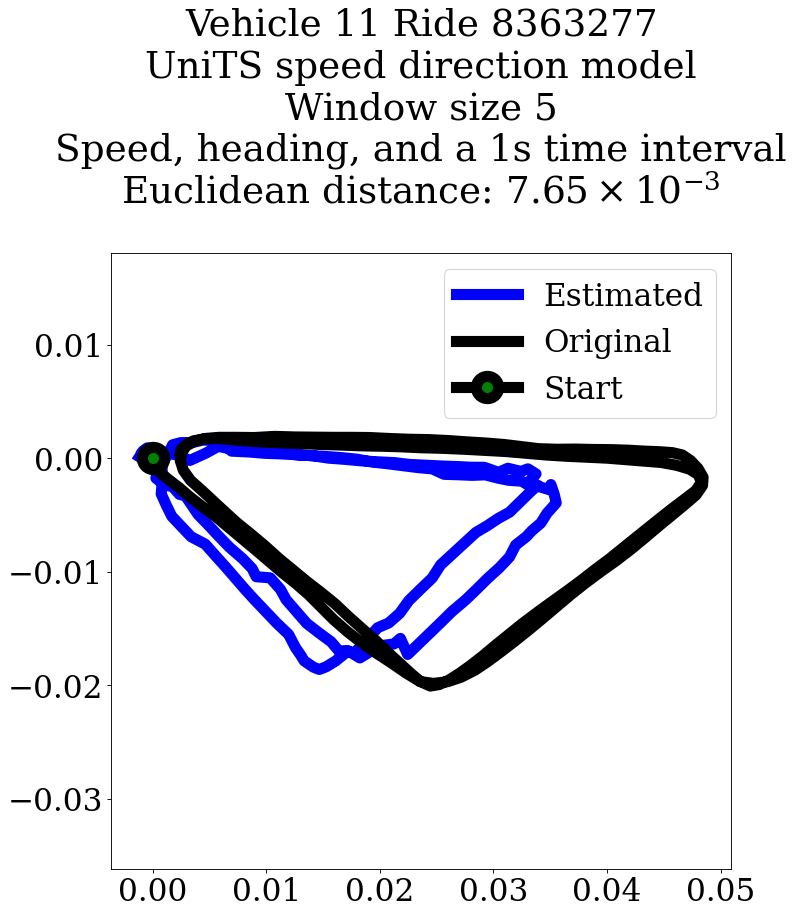 Vehicle 11 Ride 8363277
UniTS speed direction model
Window size 5
Speed, heading, and a 1s time interval
Euclidean distance: 7.65 × 10⁻³
Estimated
Original
Start
0.01
0.00
−0.01
−0.02
−0.03
0.00 0.01 0.02 0.03 0.04 0.05